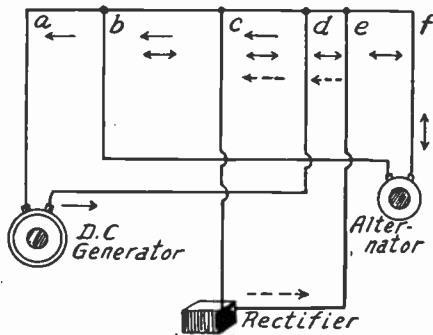 a b c d e f
D.C
Generator
Alter-
nator
Rectifier